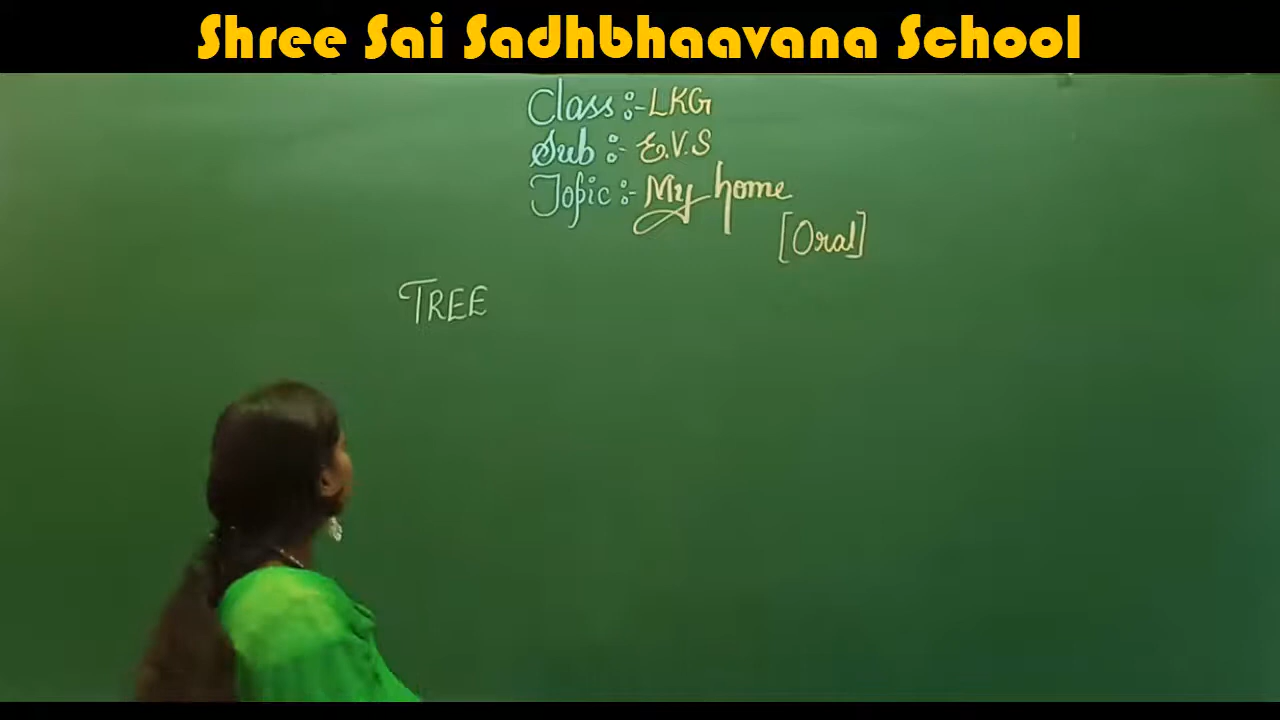 Shree Sai Sadhbhaavana School
Class :- LKG
Sub :- E.V.S
Topic :- My home
[Oral]
TREE